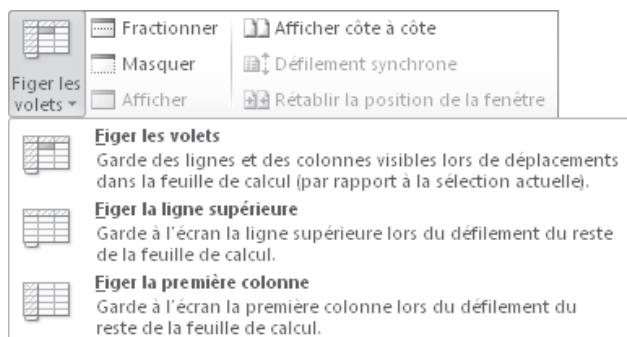 Figer les
volets
Fractionner
Masquer
Afficher
Afficher côte à côte
Défilement synchrone
Rétablir la position de la fenêtre
Figer les volets
Garde des lignes et des colonnes visibles lors de déplacements
dans la feuille de calcul (par rapport à la sélection actuelle).
Figer la ligne supérieure
Garde à l'écran la ligne supérieure lors du défilement du reste
de la feuille de calcul.
Figer la première colonne
Garde à l'écran la première colonne lors du défilement du
reste de la feuille de calcul.